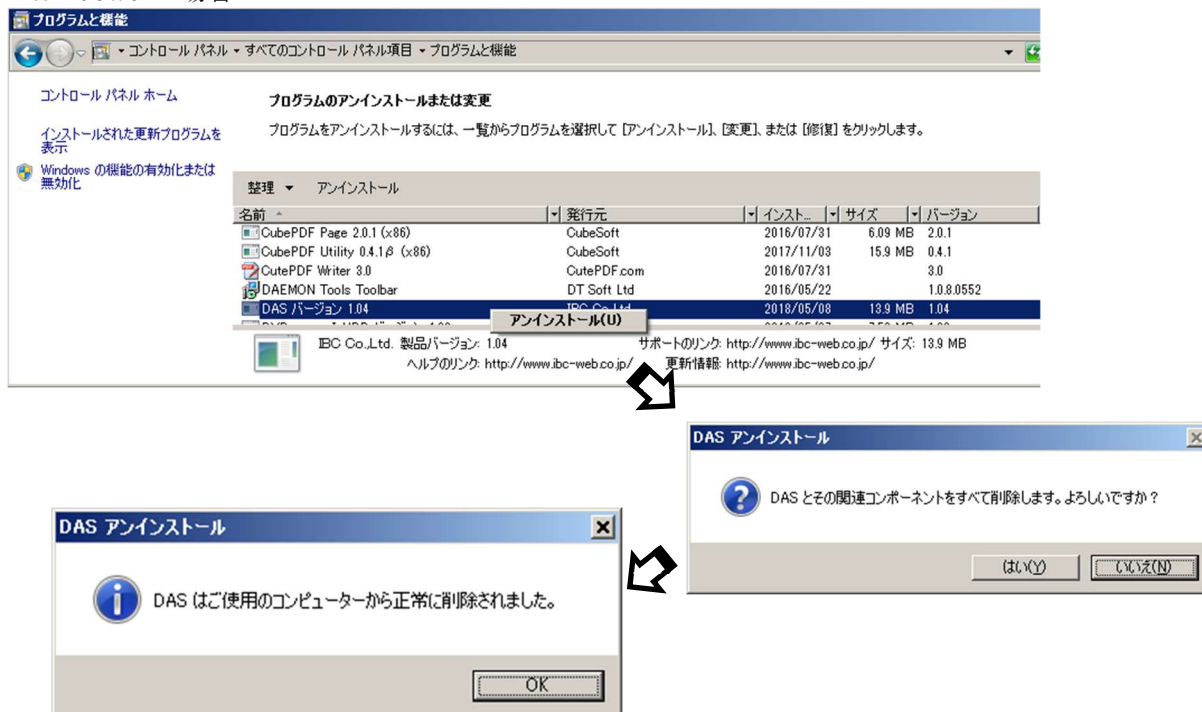 プログラムと機能
コントロール パネル ▾ すべてのコントロール パネル項目 ▾ プログラムと機能
コントロール パネル ホーム
インストールされた更新プログラムを
表示
Windows の機能の有効化または
無効化
プログラムのアンインストールまたは変更
プログラムをアンインストールするには、一覧からプログラムを選択して [アンインストール]、[変更]、または [修復] をクリックします。
整理 ▾ アンインストール
名前 発行元 インスト... サイズ バージョン
CubePDF Page 2.0.1 (x86) CubeSoft 2016/07/31 6.09 MB 2.0.1
CubePDF Utility 0.4.1β (x86) CubeSoft 2017/11/03 15.9 MB 0.4.1
CutePDF Writer 3.0 CutePDF.com 2016/07/31 3.0
DAEMON Tools Toolbar DT Soft Ltd 2016/05/22 1.0.8.0552
DAS バージョン 1.04 IBC Co.,Ltd. 2018/05/08 13.9 MB 1.04
アンインストール(U)
IBC Co.,Ltd. 製品バージョン: 1.04 サポートのリンク: http://www.ibc-web.co.jp/ サイズ: 13.9 MB
ヘルプのリンク: http://www.ibc-web.co.jp/ 更新情報: http://www.ibc-web.co.jp/
DAS アンインストール
DAS とその関連コンポーネントをすべて削除します。よろしいですか？
はい(Y) いいえ(N)
DAS アンインストール
DAS はご使用のコンピューターから正常に削除されました。
OK